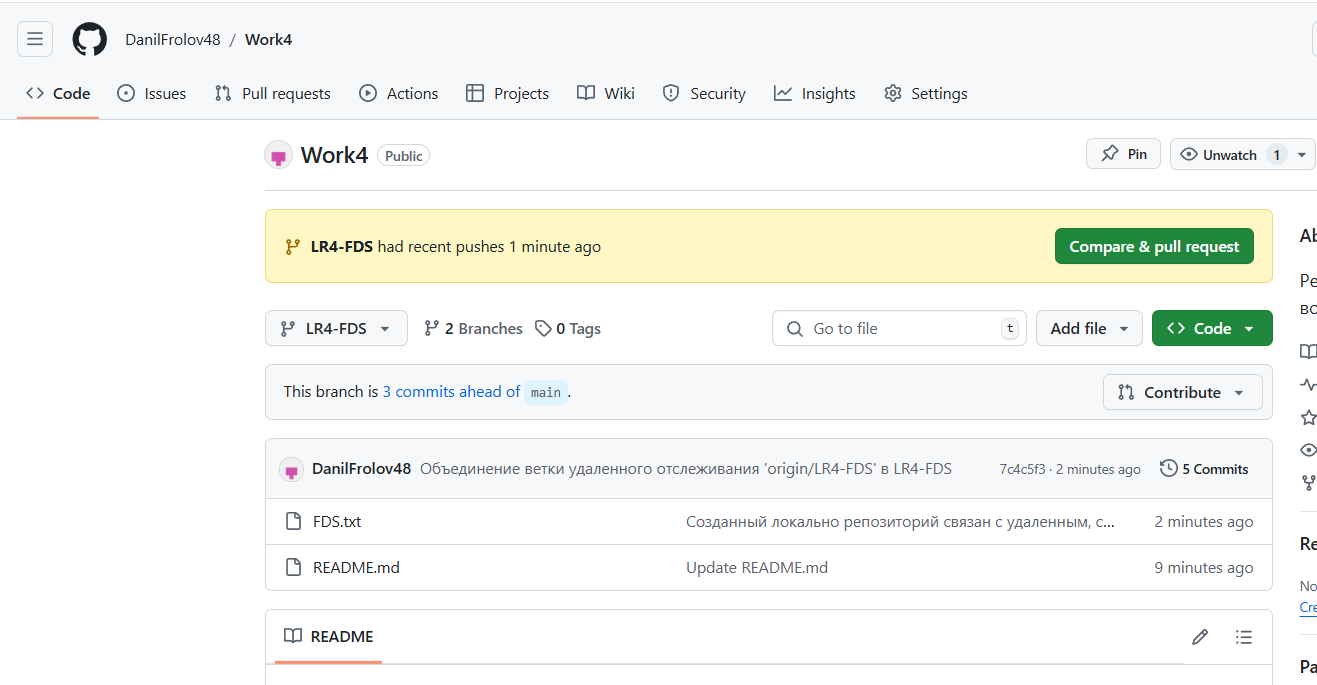 DanilFrolov48 / Work4
Code Issues Pull requests Actions Projects Wiki Security Insights Settings
Work4 Public Pin Unwatch 1
LR4-FDS had recent pushes 1 minute ago Compare & pull request
LR4-FDS 2 Branches 0 Tags Go to file t Add file Code
This branch is 3 commits ahead of main . Contribute
DanilFrolov48 Объединение ветки удаленного отслеживания 'origin/LR4-FDS' в LR4-FDS 7c4c5f3 · 2 minutes ago 5 Commits
FDS.txt Созданный локально репозиторий связан с удаленным, с... 2 minutes ago
README.md Update README.md 9 minutes ago
README